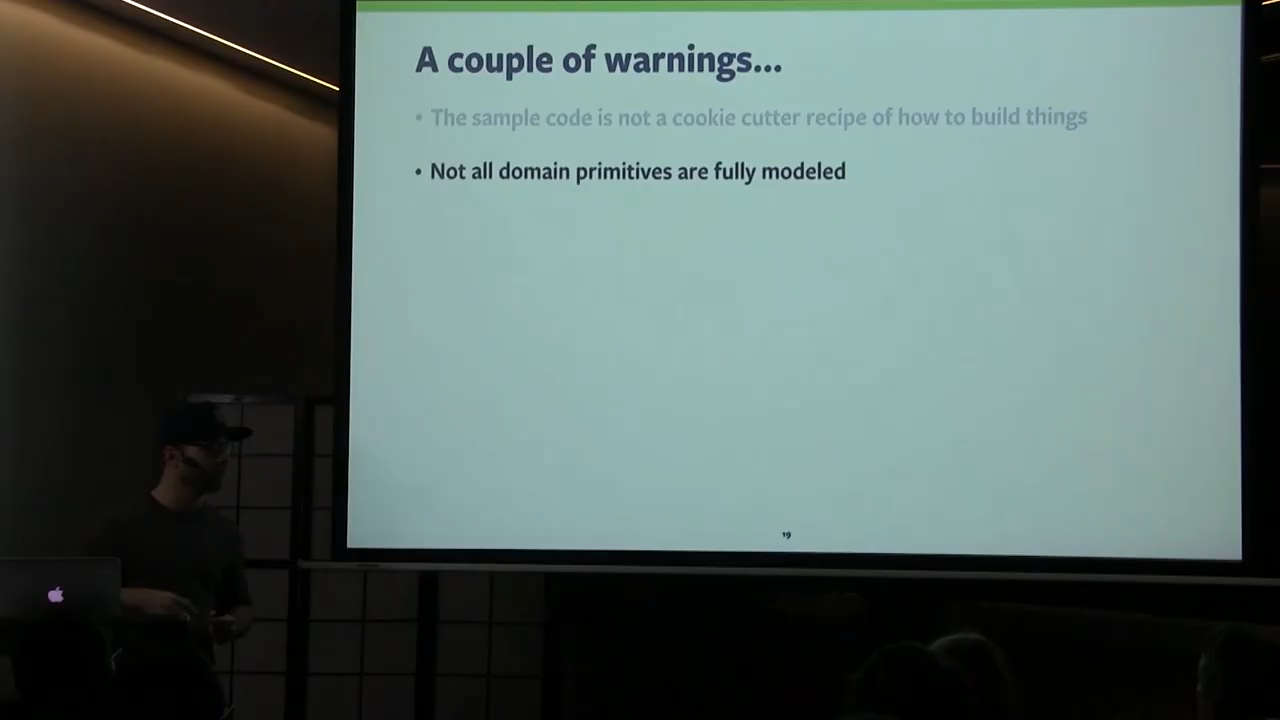 A couple of warnings...
• The sample code is not a cookie cutter recipe of how to build things
• Not all domain primitives are fully modeled
19